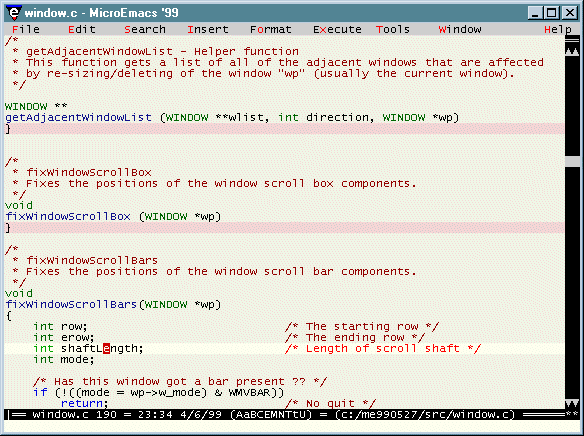 window.c - MicroEmacs '99
File Edit Search Insert Format Execute Tools Window Help
/*
 * getAdjacentWindowList - Helper function
 * This function gets a list of all of the adjacent windows that are affected
 * by re-sizing/deleting of the window "wp" (usually the current window).
 */
WINDOW **
getAdjacentWindowList (WINDOW **wlist, int direction, WINDOW *wp)
}
/*
 * fixWindowScrollBox
 * Fixes the positions of the window scroll box components.
 */
void
fixWindowScrollBox (WINDOW *wp)
}
/*
 * fixWindowScrollBars
 * Fixes the positions of the window scroll bar components.
 */
void
fixWindowScrollBars(WINDOW *wp)
{
    int row;                            /* The starting row */
    int erow;                           /* The ending row */
    int shaftLength;                    /* Length of scroll shaft */
    int mode;
    /* Has this window got a bar present ?? */
    if (!((mode = wp->w_mode) & WMVBAR))
        return;                         /* No quit */
|== window.c 190 = 23:34 4/6/99 (AaBCEMNTtU) = (c:/me990527/src/window.c) ========**